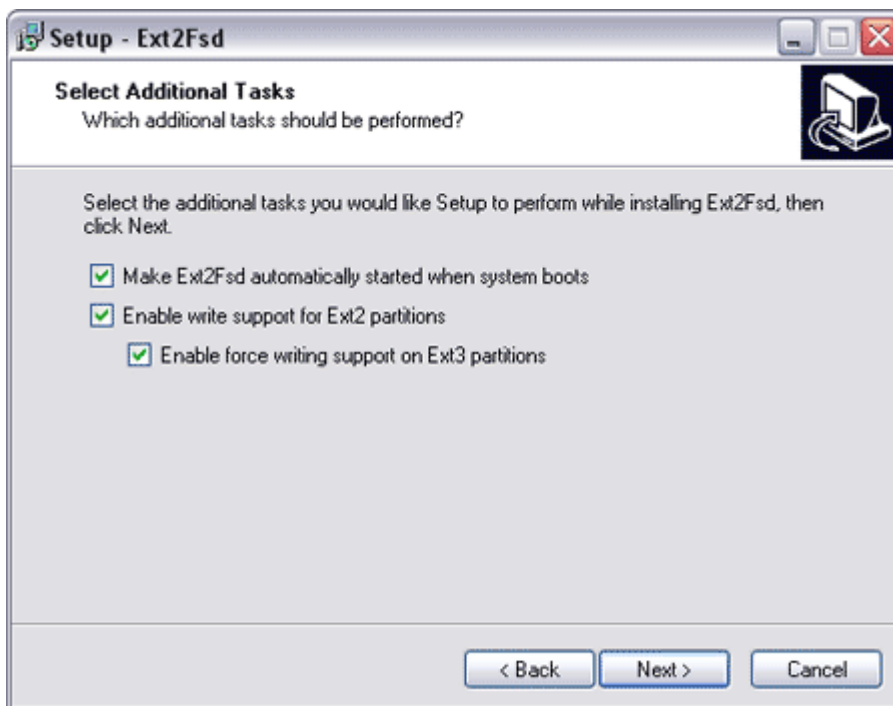 Setup - Ext2Fsd
Select Additional Tasks
Which additional tasks should be performed?
Select the additional tasks you would like Setup to perform while installing Ext2Fsd, then
click Next.
Make Ext2Fsd automatically started when system boots
Enable write support for Ext2 partitions
Enable force writing support on Ext3 partitions
< Back
Next >
Cancel